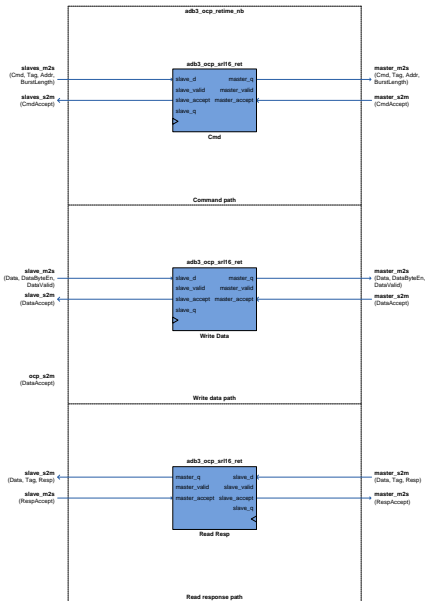 adb3_ocp_retime_nb
adb3_ocp_srl16_ret
slaves_m2s
(Cmd, Tag, Addr,
BurstLength)
slaves_s2m
(CmdAccept)
slave_d master_q
slave_valid master_valid
slave_accept master_accept
slave_q
Cmd
master_m2s
(Cmd, Tag, Addr,
BurstLength)
master_s2m
(CmdAccept)
Command path
adb3_ocp_srl16_ret
slave_m2s
(Data, DataByteEn,
DataValid)
slave_s2m
(DataAccept)
slave_d master_q
slave_valid master_valid
slave_accept master_accept
slave_q
Write Data
master_m2s
(Data, DataByteEn,
DataValid)
master_s2m
(DataAccept)
ocp_s2m
(DataAccept)
Write data path
adb3_ocp_srl16_ret
slave_s2m
(Data, Tag, Resp)
slave_m2s
(RespAccept)
master_q slave_d
master_valid slave_valid
master_accept slave_accept
slave_q
Read Resp
master_s2m
(Data, Tag, Resp)
master_m2s
(RespAccept)
Read response path